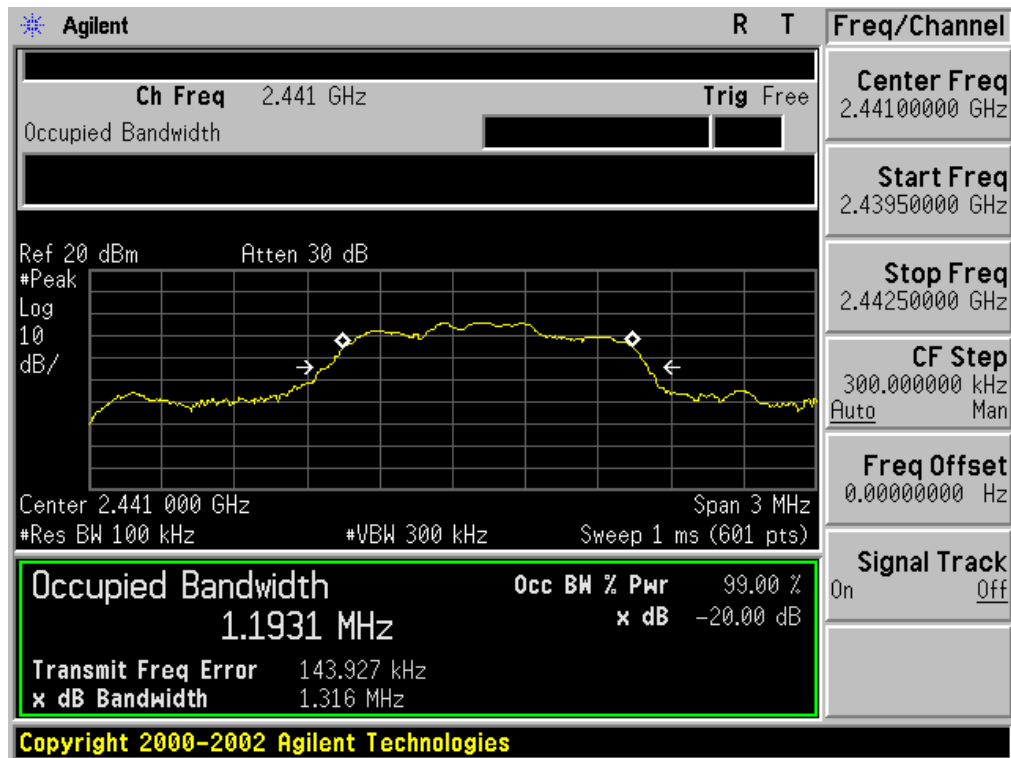 Agilent R T
Ch Freq 2.441 GHz Trig Free
Occupied Bandwidth
Ref 20 dBm Atten 30 dB
#Peak
Log
10
dB/
Center 2.441 000 GHz Span 3 MHz
#Res BW 100 kHz #VBW 300 kHz Sweep 1 ms (601 pts)
Occupied Bandwidth
1.1931 MHz
Occ BW % Pwr 99.00 %
x dB -20.00 dB
Transmit Freq Error 143.927 kHz
x dB Bandwidth 1.316 MHz
Copyright 2000-2002 Agilent Technologies
Freq/Channel
Center Freq
2.44100000 GHz
Start Freq
2.43950000 GHz
Stop Freq
2.44250000 GHz
CF Step
300.000000 kHz
Auto Man
Freq Offset
0.00000000 Hz
Signal Track
On Off